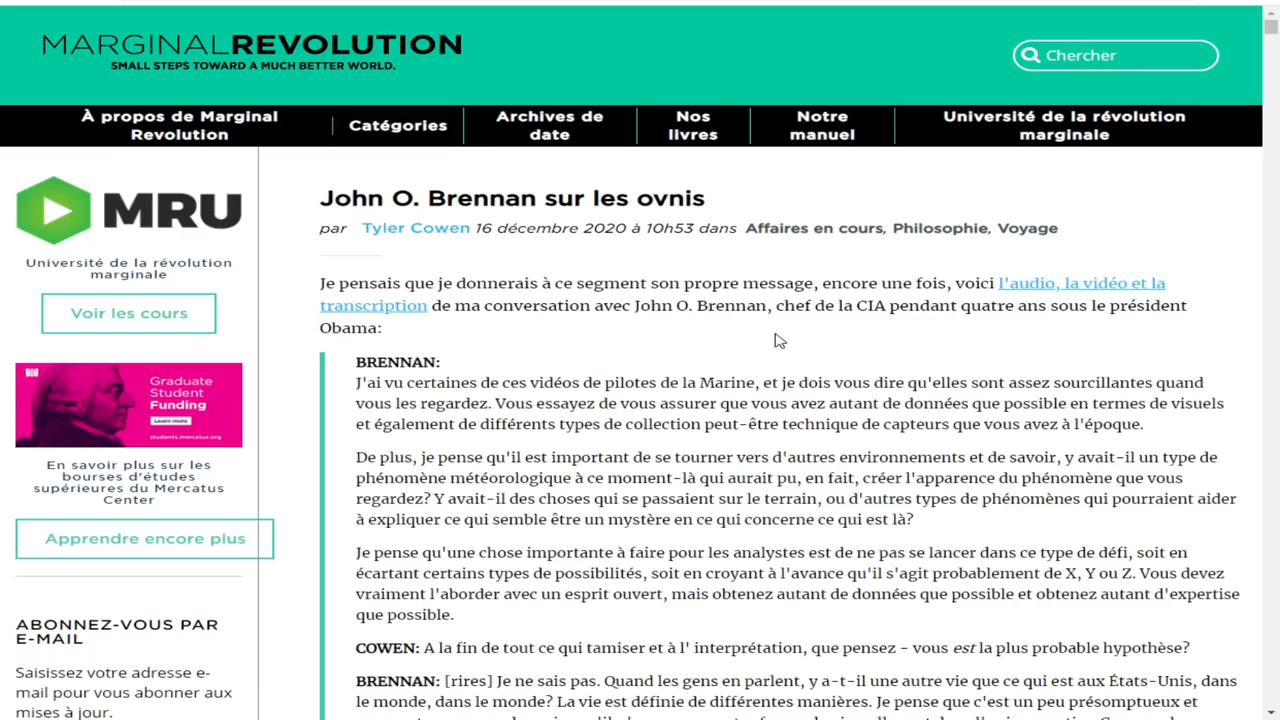 MARGINALREVOLUTION
SMALL STEPS TOWARD A MUCH BETTER WORLD.
Chercher
À propos de Marginal
Revolution
Catégories
Archives de
date
Nos
livres
Notre
manuel
Université de la révolution
marginale
MRU
Université de la révolution
marginale
Voir les cours
Graduate
Student
Funding
Learn more
students.mercatus.org
En savoir plus sur les
bourses d'études
supérieures du Mercatus
Center
Apprendre encore plus
ABONNEZ-VOUS PAR
E-MAIL
Saisissez votre adresse e-
mail pour vous abonner aux
mises à jour.
John O. Brennan sur les ovnis
par Tyler Cowen 16 décembre 2020 à 10h53 dans Affaires en cours, Philosophie, Voyage
Je pensais que je donnerais à ce segment son propre message, encore une fois, voici l'audio, la vidéo et la
transcription de ma conversation avec John O. Brennan, chef de la CIA pendant quatre ans sous le président
Obama:
BRENNAN:
J'ai vu certaines de ces vidéos de pilotes de la Marine, et je dois vous dire qu'elles sont assez sourcillantes quand
vous les regardez. Vous essayez de vous assurer que vous avez autant de données que possible en termes de visuels
et également de différents types de collection peut-être technique de capteurs que vous avez à l'époque.
De plus, je pense qu'il est important de se tourner vers d'autres environnements et de savoir, y avait-il un type de
phénomène météorologique à ce moment-là qui aurait pu, en fait, créer l'apparence du phénomène que vous
regardez? Y avait-il des choses qui se passaient sur le terrain, ou d'autres types de phénomènes qui pourraient aider
à expliquer ce qui semble être un mystère en ce qui concerne ce qui est là?
Je pense qu'une chose importante à faire pour les analystes est de ne pas se lancer dans ce type de défi, soit en
écartant certains types de possibilités, soit en croyant à l'avance qu'il s'agit probablement de X, Y ou Z. Vous devez
vraiment l'aborder avec un esprit ouvert, mais obtenez autant de données que possible et obtenez autant d'expertise
que possible.
COWEN: A la fin de tout ce qui tamiser et à l' interprétation, que pensez - vous est la plus probable hypothèse?
BRENNAN: [rires] Je ne sais pas. Quand les gens en parlent, y a-t-il une autre vie que ce qui est aux États-Unis, dans
le monde, dans le monde? La vie est définie de différentes manières. Je pense que c'est un peu présomptueux et